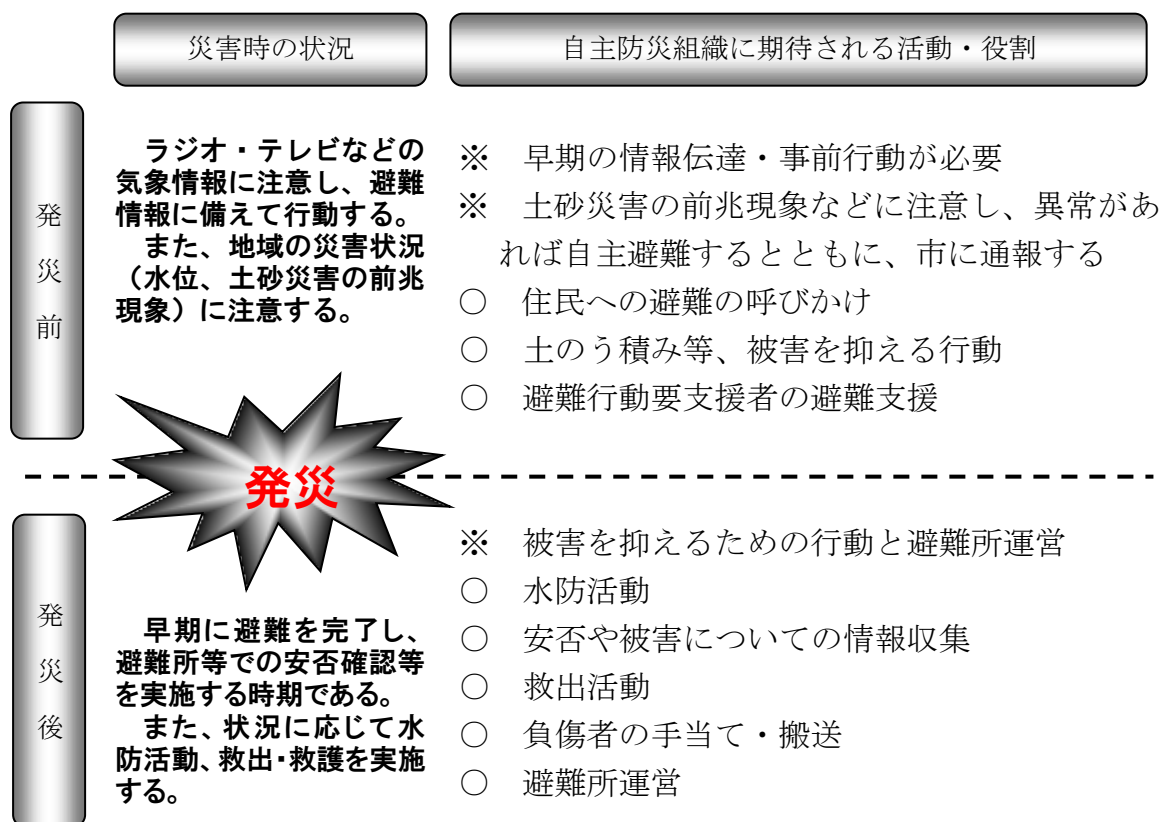 災害時の状況
自主防災組織に期待される活動・役割
発災前
ラジオ・テレビなどの
気象情報に注意し、避難
情報に備えて行動する。
また、地域の災害状況
（水位、土砂災害の前兆
現象）に注意する。
※　早期の情報伝達・事前行動が必要
※　土砂災害の前兆現象などに注意し、異常があ
れば自主避難するとともに、市に通報する
○　住民への避難の呼びかけ
○　土のう積み等、被害を抑える行動
○　避難行動要支援者の避難支援
発災
発災後
早期に避難を完了し、
避難所等での安否確認等
を実施する時期である。
また、状況に応じて水
防活動、救出・救護を実施
する。
※　被害を抑えるための行動と避難所運営
○　水防活動
○　安否や被害についての情報収集
○　救出活動
○　負傷者の手当て・搬送
○　避難所運営